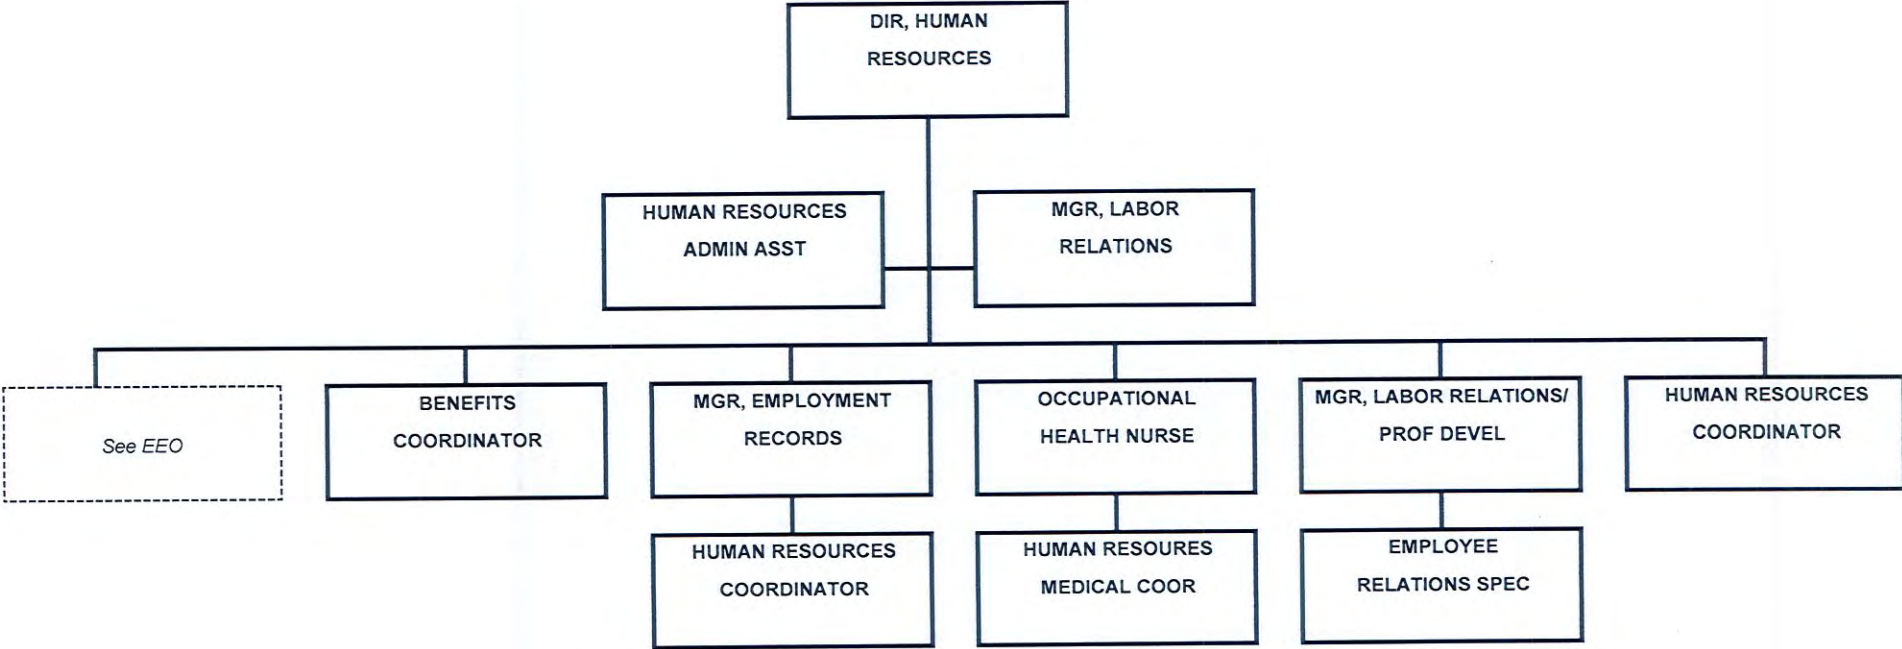 DIR, HUMAN
RESOURCES
HUMAN RESOURCES
ADMIN ASST
MGR, LABOR
RELATIONS
See EEO
BENEFITS
COORDINATOR
MGR, EMPLOYMENT
RECORDS
OCCUPATIONAL
HEALTH NURSE
MGR, LABOR RELATIONS/
PROF DEVEL
HUMAN RESOURCES
COORDINATOR
HUMAN RESOURCES
COORDINATOR
HUMAN RESOURES
MEDICAL COOR
EMPLOYEE
RELATIONS SPEC